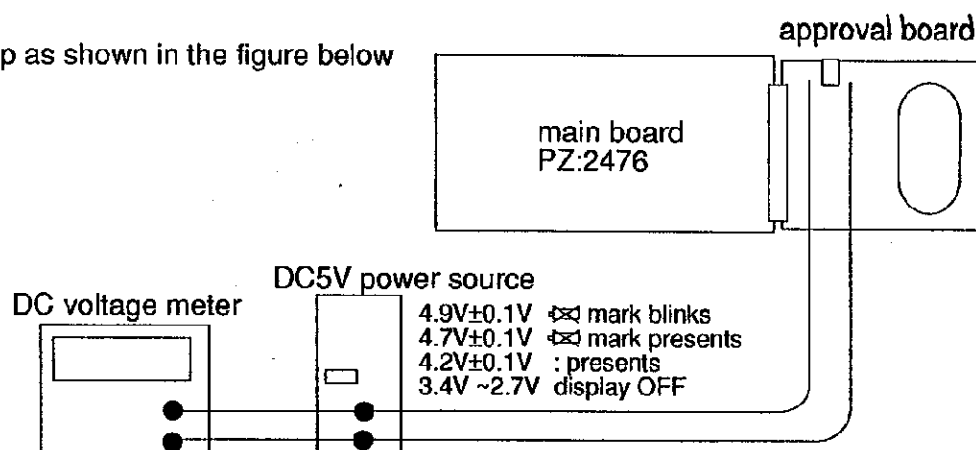 approval board
p as shown in the figure below
main board
PZ:2476
DC5V power source
DC voltage meter
4.9V±0.1V mark blinks
4.7V±0.1V mark presents
4.2V±0.1V : presents
3.4V ~2.7V display OFF